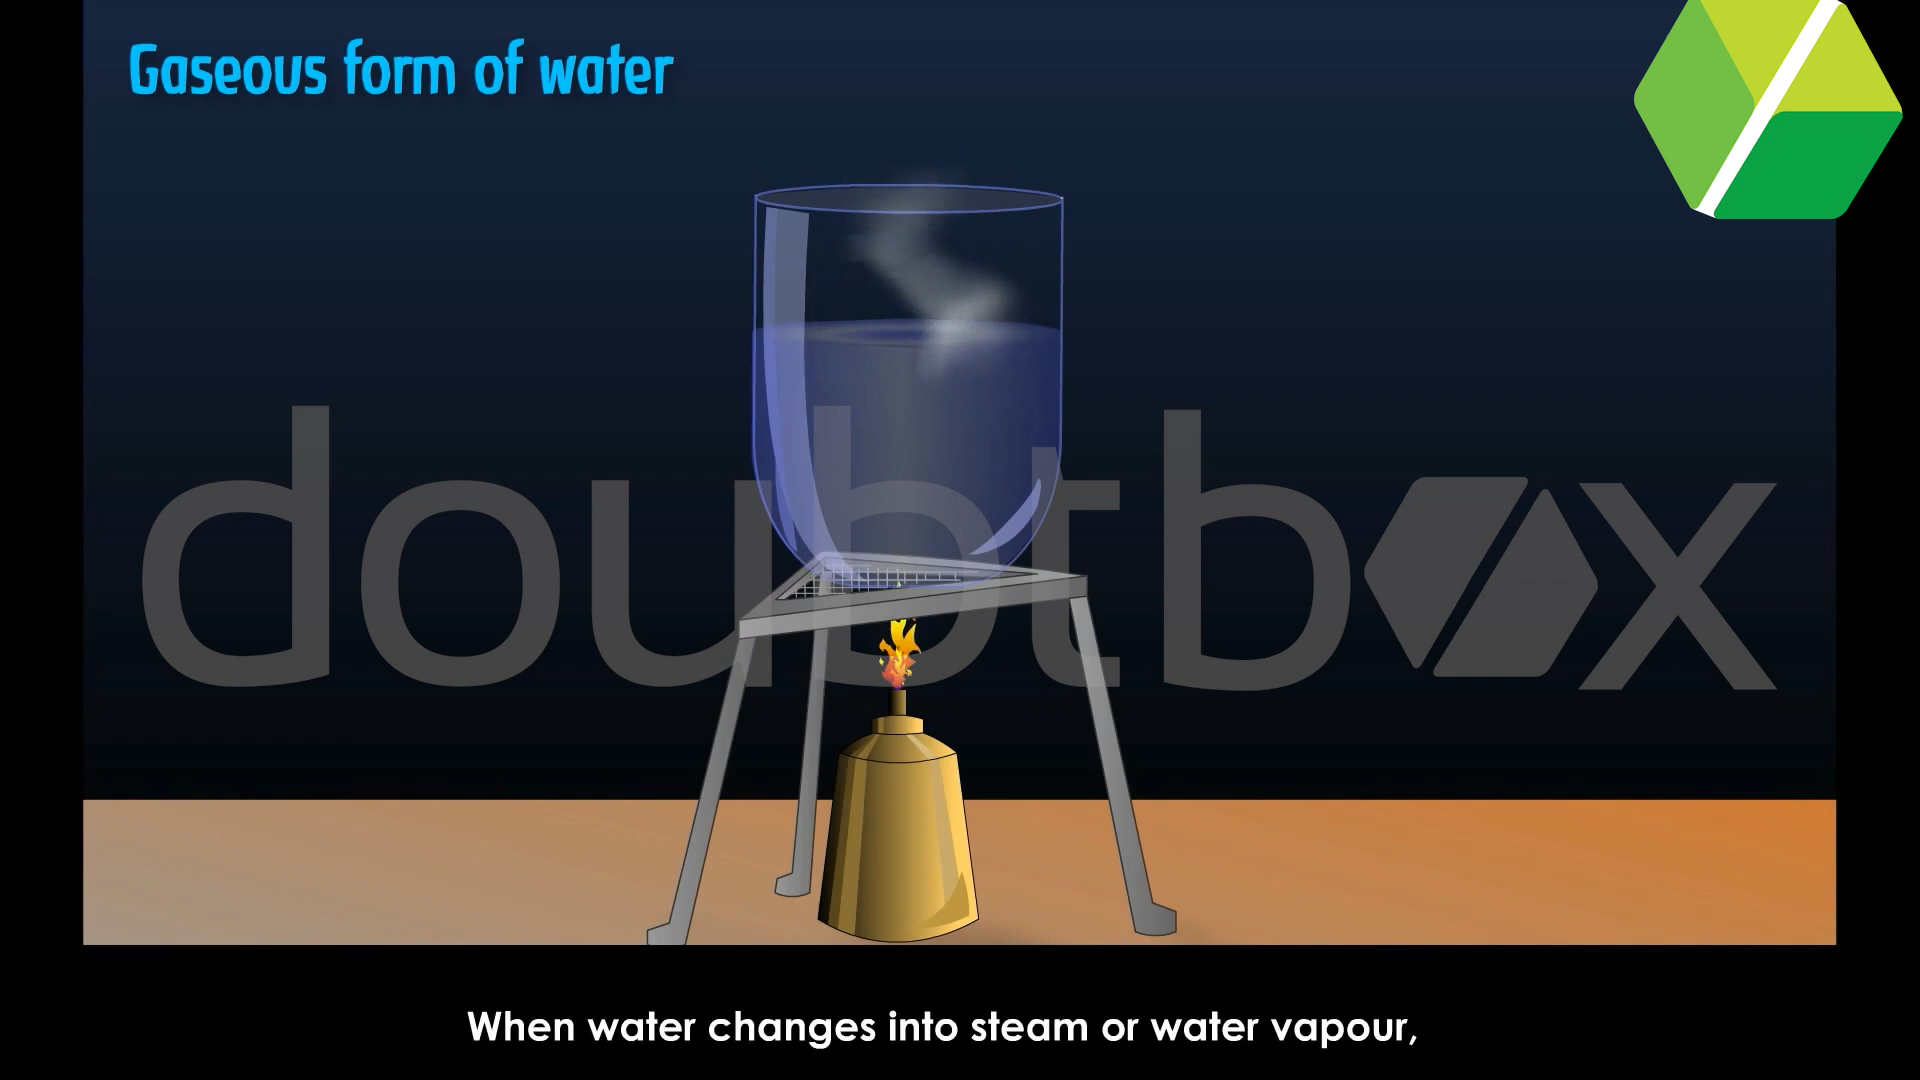 Gaseous form of water
doubtbox
When water changes into steam or water vapour,